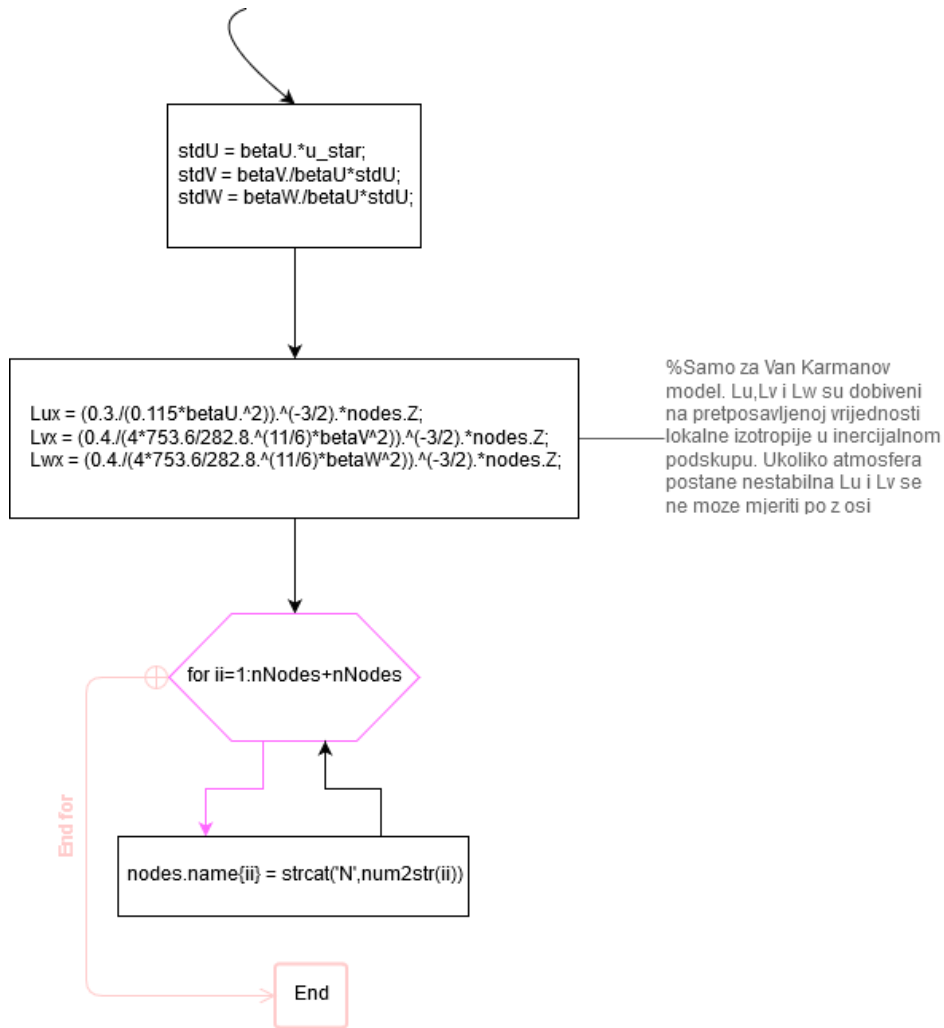 stdU = betaU.*u_star;
stdV = betaV./betaU*stdU;
stdW = betaW./betaU*stdU;
Lux = (0.3./(0.115*betaU.^2)).^(-3/2).*nodes.Z;
Lvx = (0.4./(4*753.6/282.8.^(11/6)*betaV^2)).^(-3/2).*nodes.Z;
Lwx = (0.4./(4*753.6/282.8.^(11/6)*betaW^2)).^(-3/2).*nodes.Z;
%Samo za Van Karmanov
model. Lu,Lv i Lw su dobiveni
na pretposavljenoj vrijednosti
lokalne izotropije u inercijalnom
podskupu. Ukoliko atmosfera
postane nestabilna Lu i Lv se
ne moze mjeriti po z osi
for ii=1:nNodes+nNodes
End for
nodes.name{ii} = strcat('N',num2str(ii))
End